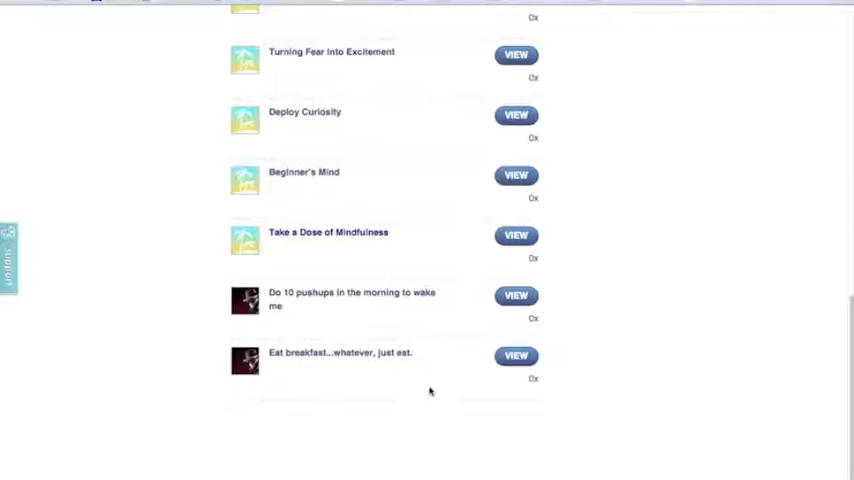 0x
Turning Fear Into Excitement
VIEW
0x
Deploy Curiosity
VIEW
0x
Beginner's Mind
VIEW
0x
Take a Dose of Mindfulness
VIEW
0x
support
Do 10 pushups in the morning to wake
me
VIEW
0x
Eat breakfast...whatever, just eat.
VIEW
0x